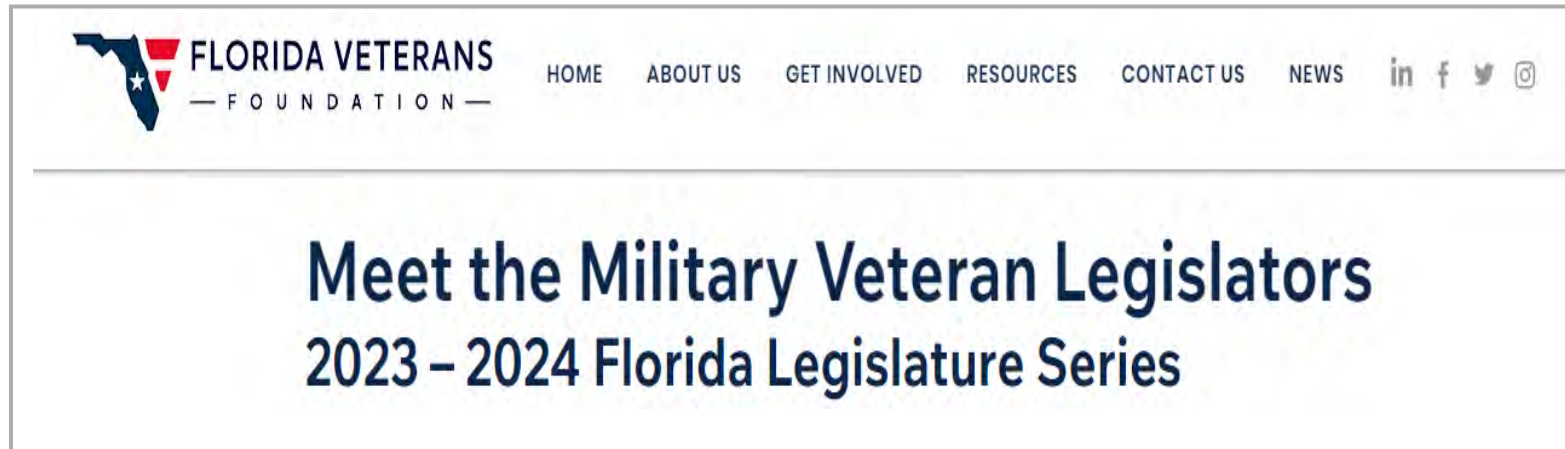 FLORIDA VETERANS
— FOUNDATION —
HOME ABOUT US GET INVOLVED RESOURCES CONTACT US NEWS
Meet the Military Veteran Legislators
2023 – 2024 Florida Legislature Series